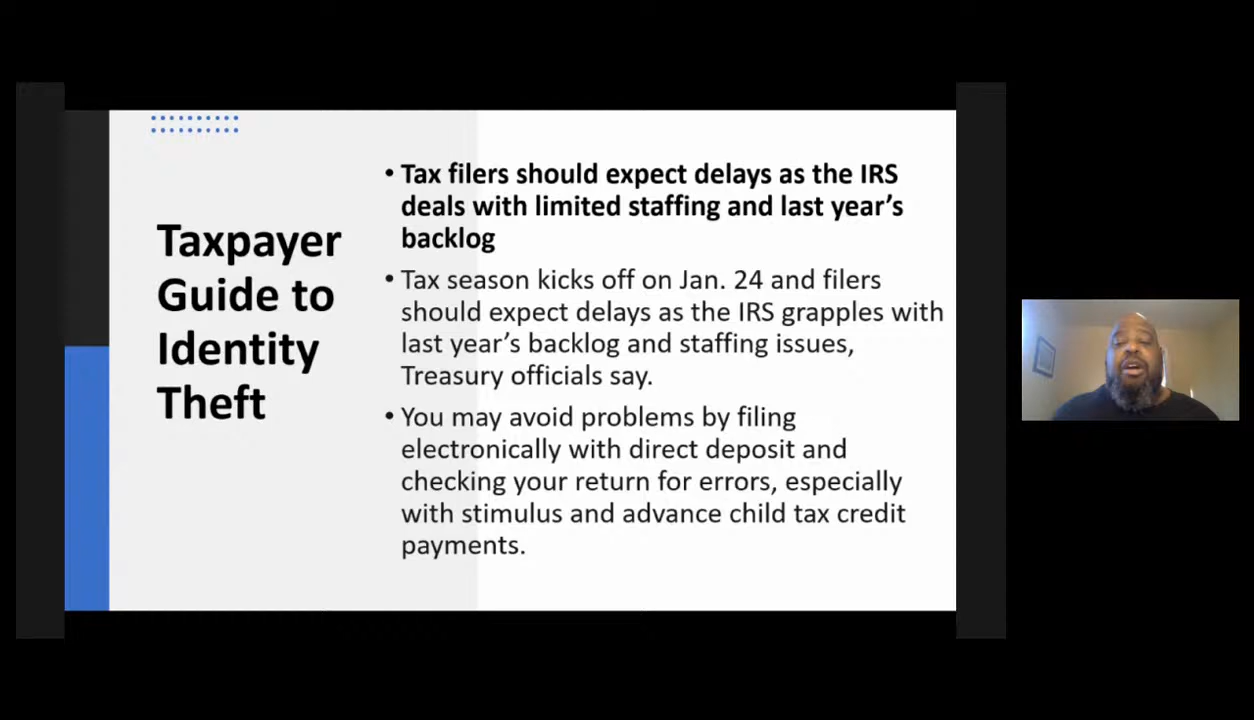 Taxpayer
Guide to
Identity
Theft
• Tax filers should expect delays as the IRS
deals with limited staffing and last year’s
backlog
• Tax season kicks off on Jan. 24 and filers
should expect delays as the IRS grapples with
last year’s backlog and staffing issues,
Treasury officials say.
• You may avoid problems by filing
electronically with direct deposit and
checking your return for errors, especially
with stimulus and advance child tax credit
payments.